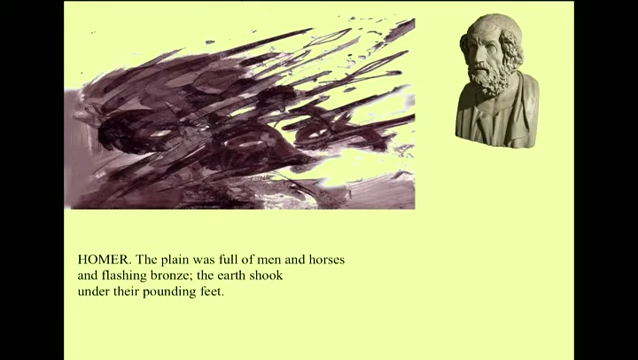 HOMER. The plain was full of men and horses
and flashing bronze; the earth shook
under their pounding feet.